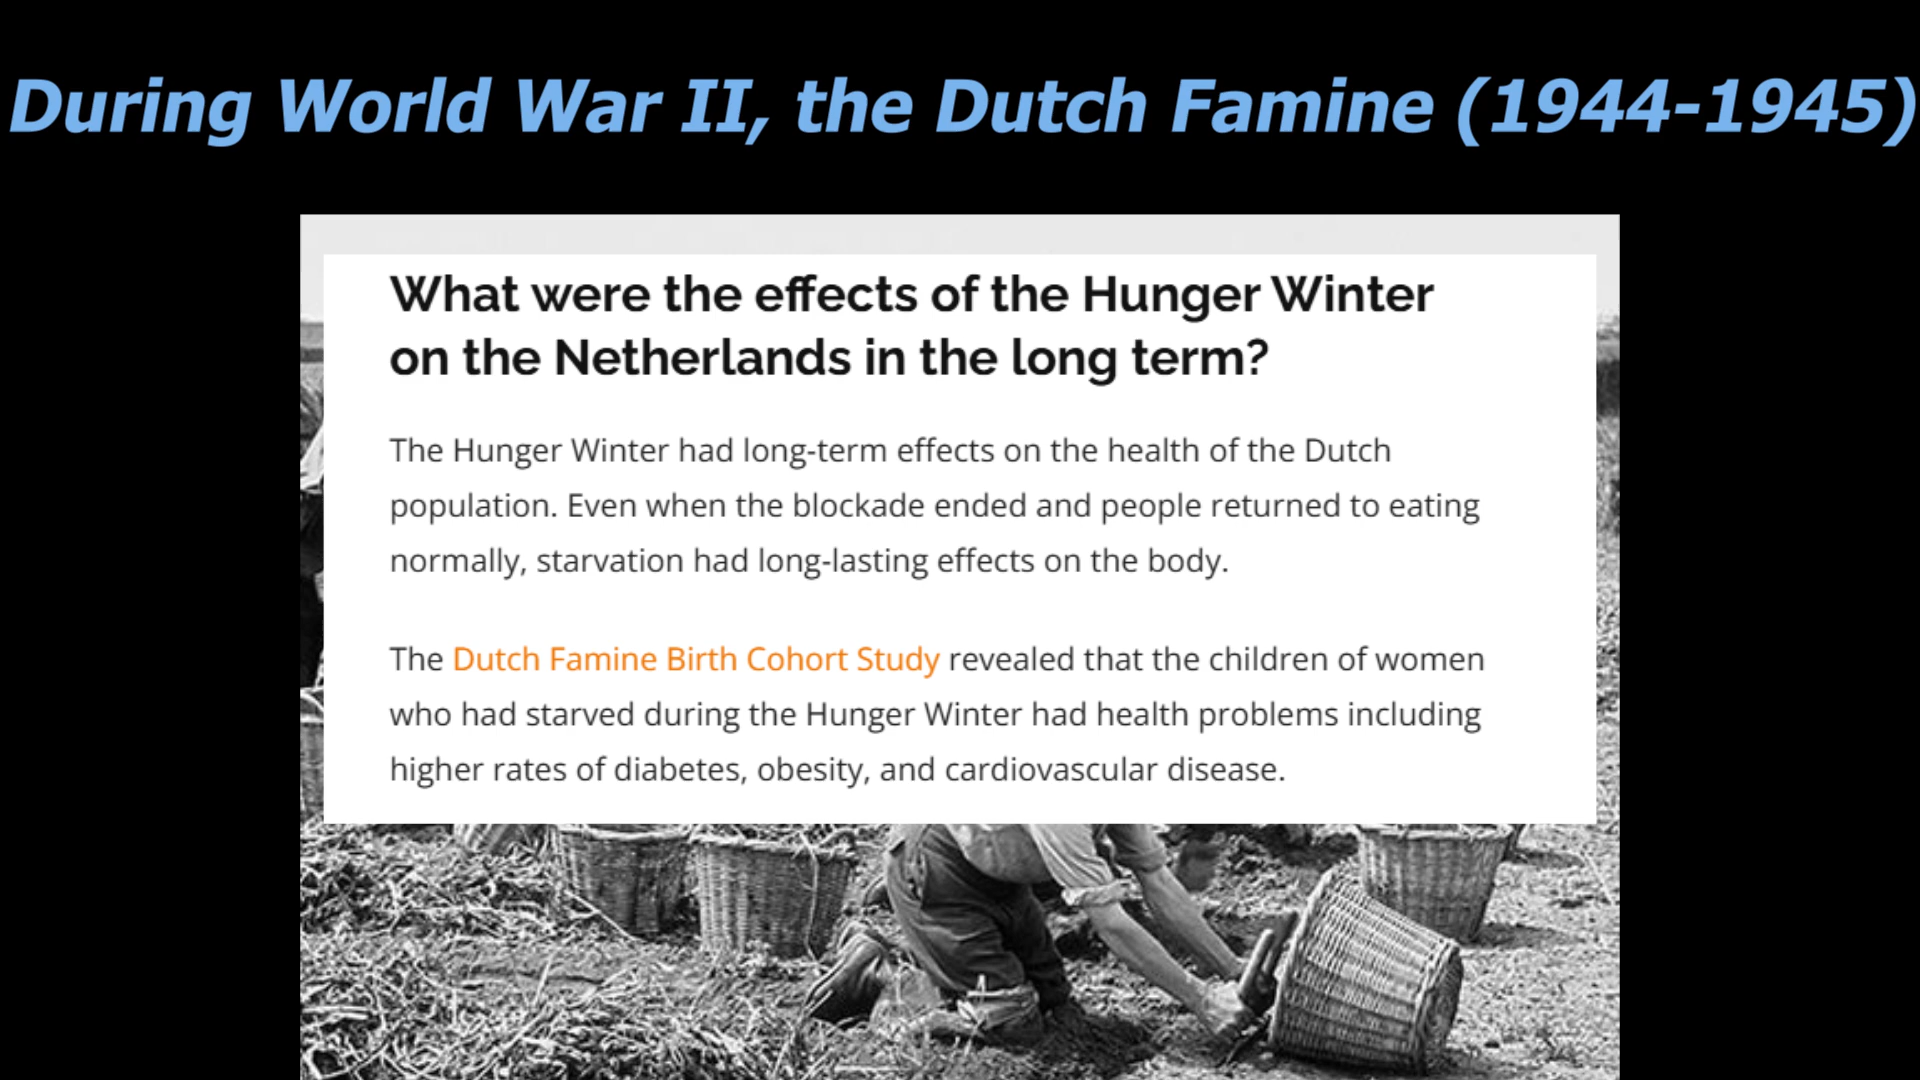 During World War II, the Dutch Famine (1944-1945)
What were the effects of the Hunger Winter
on the Netherlands in the long term?
The Hunger Winter had long-term effects on the health of the Dutch
population. Even when the blockade ended and people returned to eating
normally, starvation had long-lasting effects on the body.
The Dutch Famine Birth Cohort Study revealed that the children of women
who had starved during the Hunger Winter had health problems including
higher rates of diabetes, obesity, and cardiovascular disease.